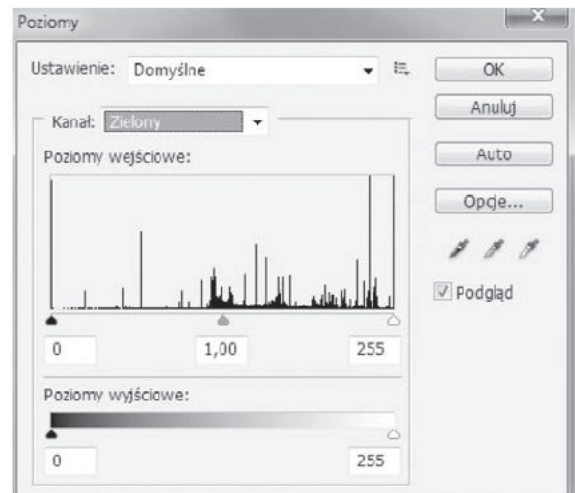 Poziomy
Ustawienie: Domyślne
OK
Anuluj
Auto
Opcje...
Podgląd
Kanał: Zielony
Poziomy wejściowe:
0 1,00 255
Poziomy wyjściowe:
0 255